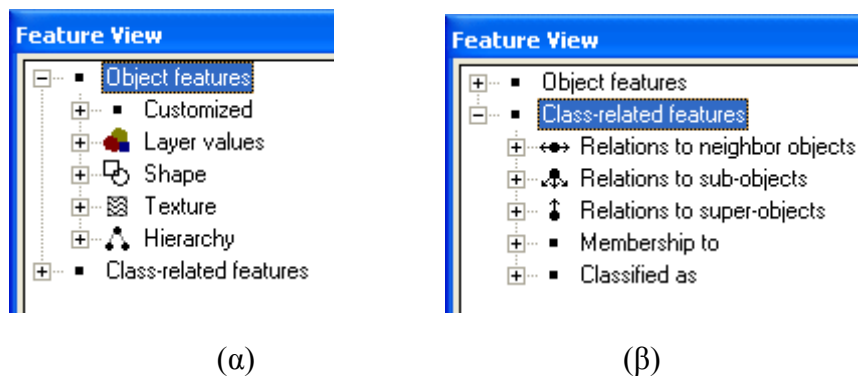 Feature View
Object features
Customized
Layer values
Shape
Texture
Hierarchy
Class-related features
(α)
Feature View
Object features
Class-related features
Relations to neighbor objects
Relations to sub-objects
Relations to super-objects
Membership to
Classified as
(β)